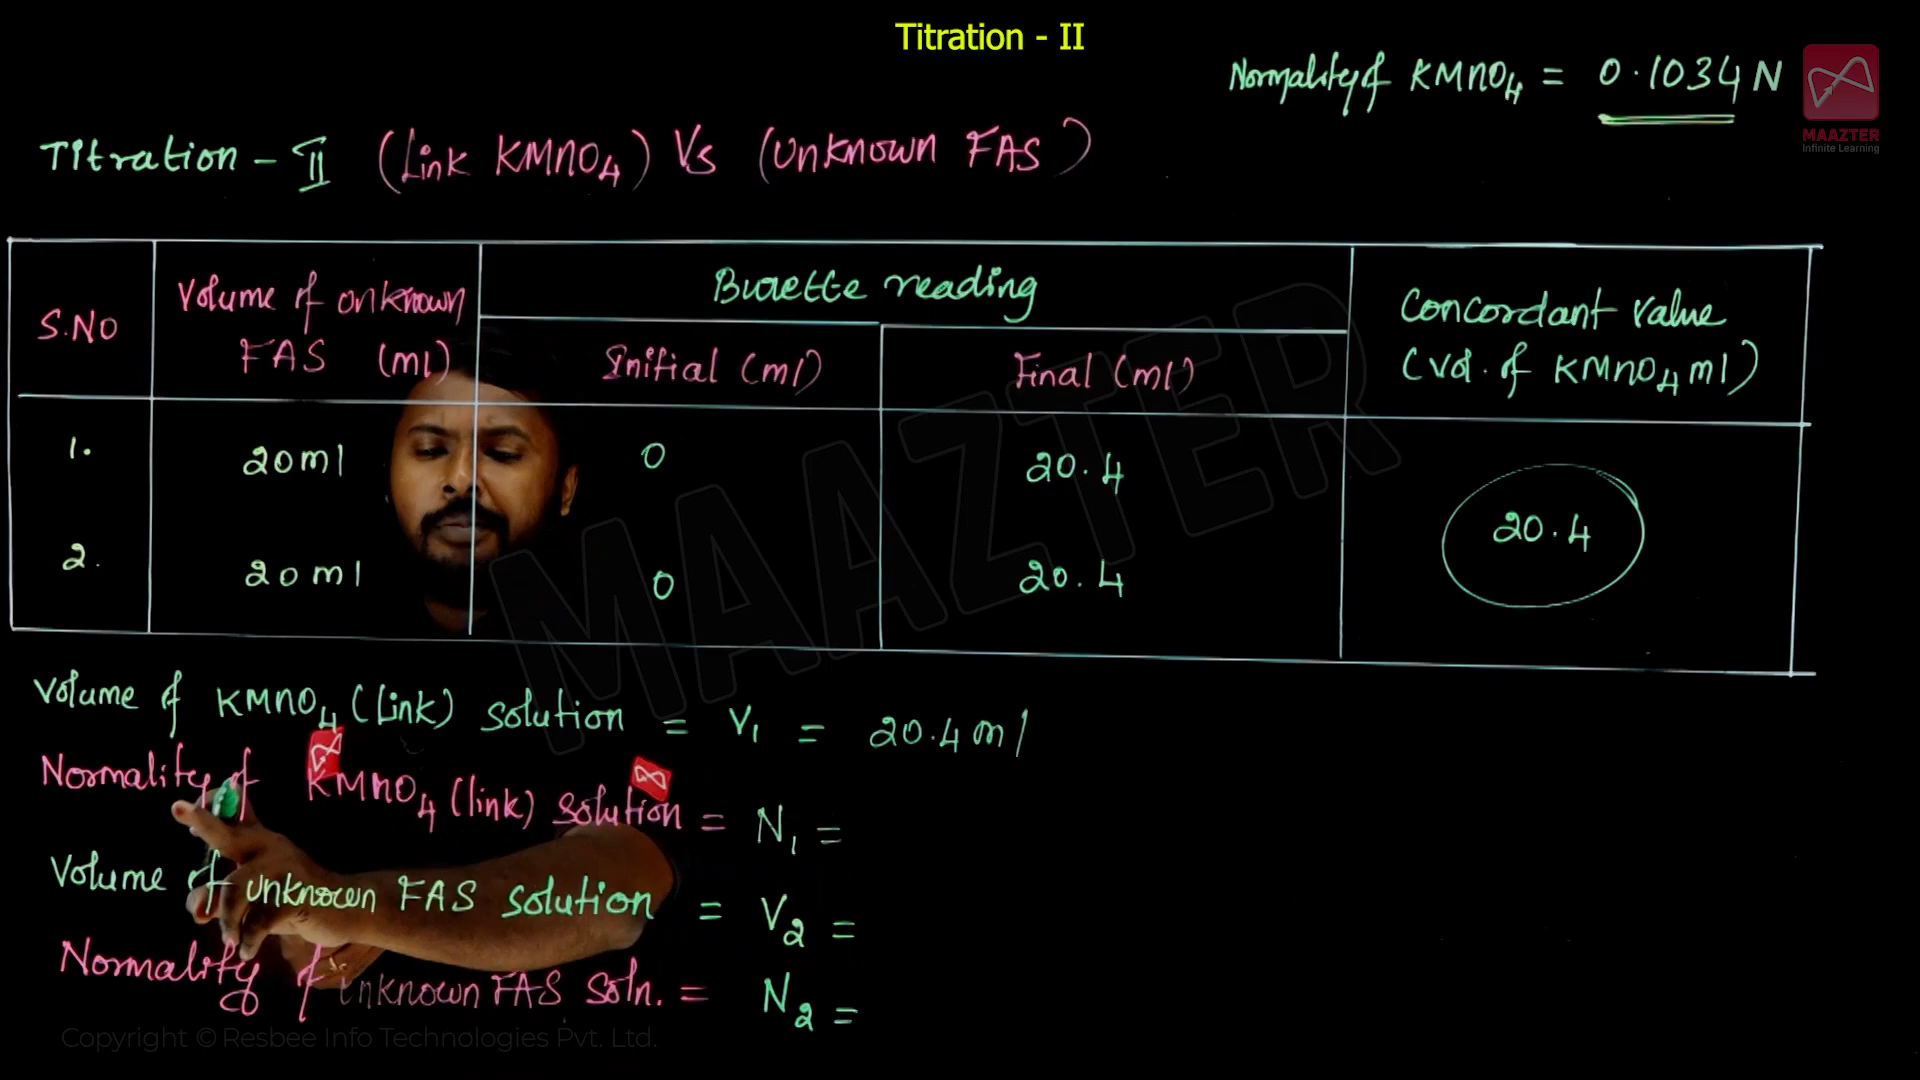 Titration - II
Normality of KMnO4 = 0.1034 N
MAAZTER
Infinite Learning
Titration - II (Link KMnO4) Vs (Unknown FAS)
S.NO
Volume of unknown
FAS (ml)
Burette reading
Initial (ml)
Final (ml)
Concordant value
(Vol. of KMnO4 ml)
1. 20ml 0 20.4
20.4
2. 20ml 0 20.4
MAAZTER
Volume of KMnO4 (Link) solution = V1 = 20.4 ml
Normality of KMnO4 (link) solution = N1 =
Volume of unknown FAS solution = V2 =
Normality of unknown FAS Soln. = N2 =
Copyright © Resbee Info Technologies Pvt. Ltd.